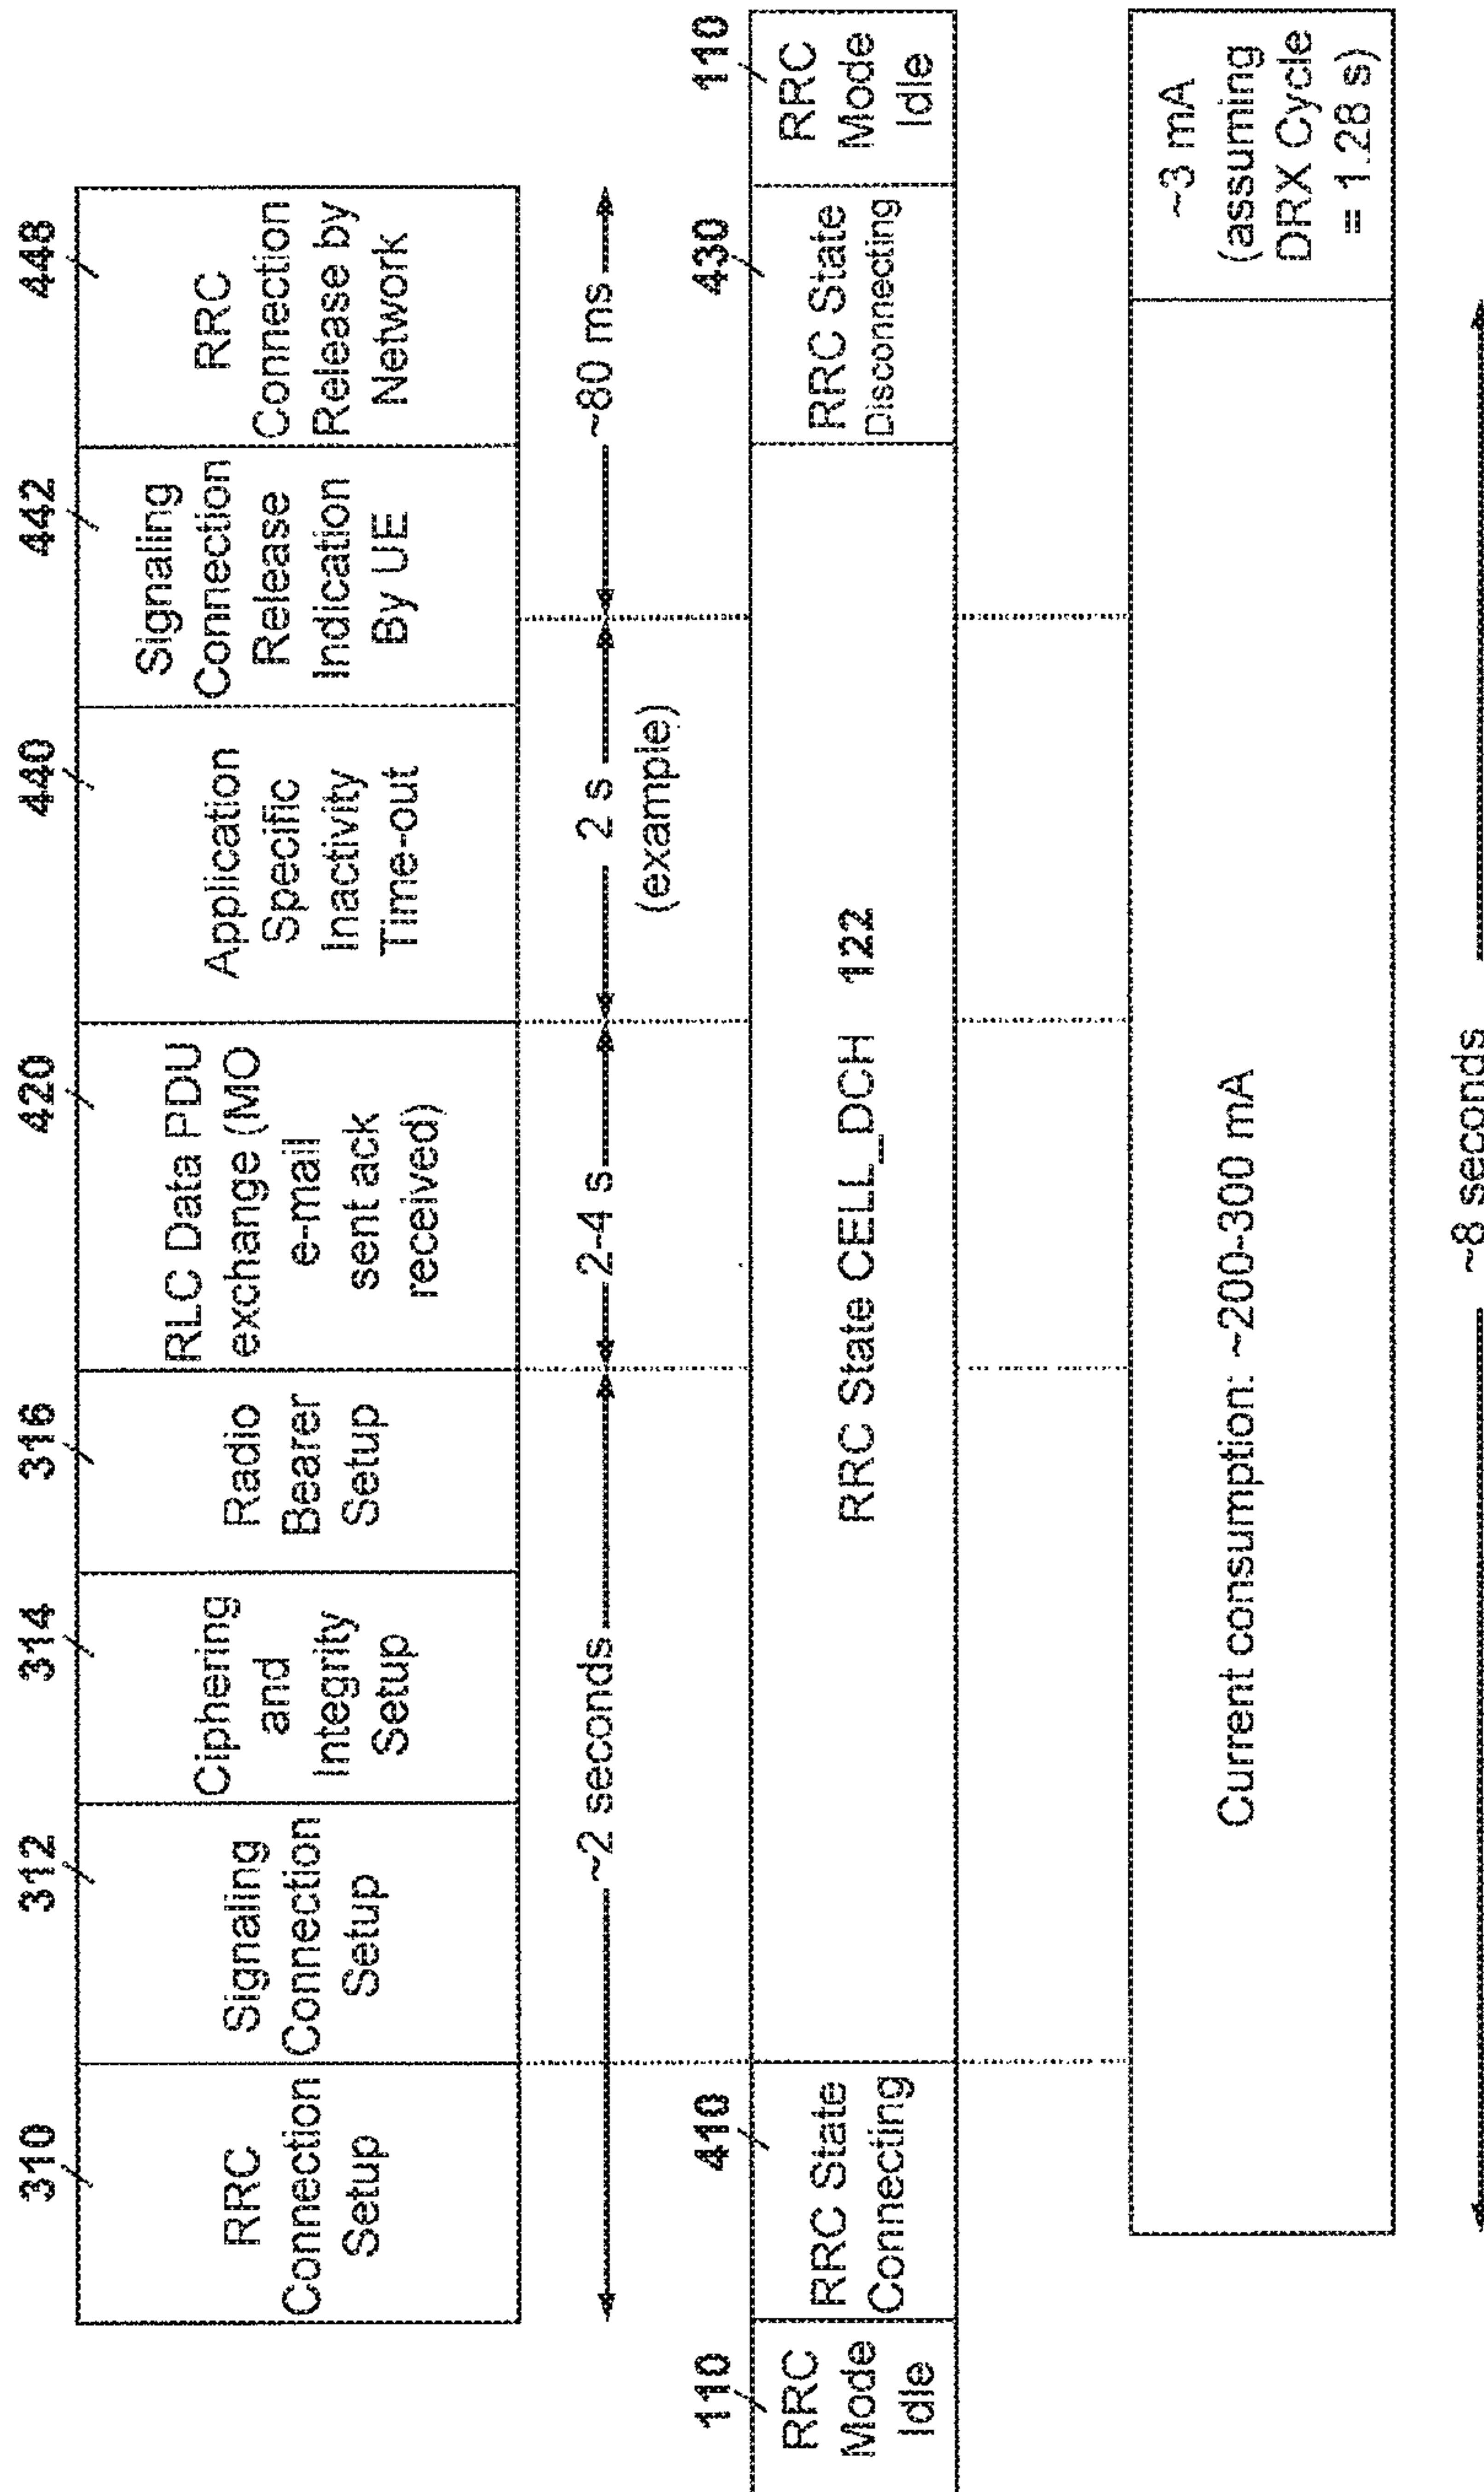 310
312
314
316
420
440
442
448
RRC
Connection
Setup
Signaling
Connection
Setup
Ciphering
and
Integrity
Setup
Radio
Bearer
Setup
RLC Data PDU
exchange (MO
e-mail
sent ack
received)
Application
Specific
Inactivity
Time-out
Signaling
Connection
Release
Indication
By UE
RRC
Connection
Release by
Network
~2 seconds
2-4 s
2 s
(example)
~80 ms
110
410
430
110
RRC
Mode
Idle
RRC State
Connecting
RRC State CELL_DCH 122
RRC State
Disconnecting
RRC
Mode
Idle
Current consumption: ~200-300 mA
~3 mA
(assuming
DRX Cycle
= 1.28 s)
~8 seconds